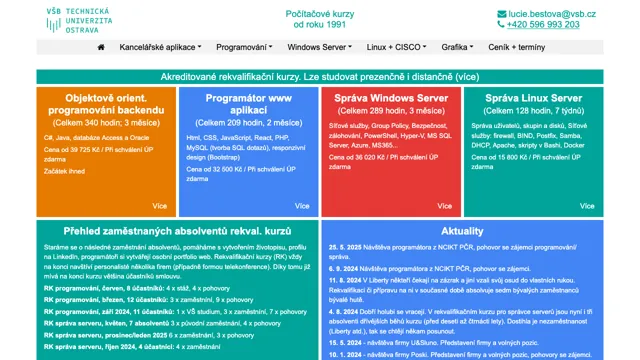 VŠB TECHNICKÁ
UNIVERZITA
OSTRAVA
Počítačové kurzy
od roku 1991
lucie.bestova@vsb.cz
+420 596 993 203
Kancelářské aplikace
Programování
Windows Server
Linux + CISCO
Grafika
Ceník + termíny
Akreditované rekvalifikační kurzy. Lze studovat prezenčně i distančně (více)
Objektově orient.
programování backendu
(Celkem 340 hodin; 3 měsíce)
C#, Java, databáze Access a Oracle
Cena od 39 725 Kč / Při schválení ÚP
zdarma
Začátek ihned
Více
Programátor www
aplikací
(Celkem 209 hodin, 2 měsíce)
Html, CSS, JavaScript, React, PHP,
MySQL (tvorba SQL dotazů), responzivní
design (Bootstrap)
Cena od 32 500 Kč / Při schválení ÚP
zdarma
Více
Správa Windows Server
(Celkem 289 hodin, 3 měsíce)
Síťové služby, Group Policy, Bezpečnost,
zálohování, PowerShell, Hyper-V, MS SQL
Server, Azure, MS365...
Cena od 36 020 Kč / Při schválení ÚP
zdarma
Více
Správa Linux Server
(Celkem 128 hodin, 7 týdnů)
Správa uživatelů, skupin a disků, Síťové
služby: firewall, BIND, Postfix, Samba,
DHCP, Apache, skripty v Bashi, Docker
Cena od 15 800 Kč / Při schválení ÚP
zdarma
Více
Přehled zaměstnaných absolventů rekval. kurzů
Staráme se o následné zaměstnání absolventů, pomáháme s vytvořením životopisu, profilu
na LinkedIn, programátoři si vytvářejí osobní portfolio web. Rekvalifikační kurzy (RK) vždy
na konci navštíví personalisté několika firem (případně formou telekonference). Díky tomu již
mívá na konci kurzu většina účastníků smlouvu.
RK programování, červen, 8 účastníků: 4 x stáž, 4 x pohovory
RK programování, březen, 12 účastníků: 3 x zaměstnání, 9 x pohovory
RK programování, září 2024, 11 účastníků: 1 x VŠ studium, 3 x zaměstnání, 7 x pohovory
RK správa serveru, květen, 7 absolventů 3 x původní zaměstnání, 4 x pohovory
RK správa serveru, prosinec/leden 2025 6 x zaměstnání, 3 x pohovory
RK správa serveru, říjen 2024, 4 účastníci: 4 x zaměstnání
Aktuality
25. 5. 2025 Návštěva programátora z NCIKT PČR, pohovor se zájemci programování/
správa.
6. 9. 2024 Návštěva programátora z NCIKT PČR, pohovor se zájemci.
11. 8. 2024 V Liberty někteří čekají na zázrak a jiní vzali svůj osud do vlastních rukou.
Rekvalifikaci či přípravu na ni v současné době absolvuje sedm bývalých zaměstnanců
bývalé hutě.
4. 8. 2024 Dobří holubi se vracejí. V rekvalifikačním kurzu pro správce serverů jsou nyní i tři
absolventi dřívějších běhů kurzu (před deseti až čtrnácti lety). Dostihla je nezaměstnanost
(Liberty atd.), tak se chtějí někam posunout.
15. 5. 2024 - návštěva firmy U&Sluno. Představení firmy a volných pozic.
10. 1. 2024 - návštěva firmy Poski. Představení firmy a volných pozic, pohovory se zájemci.